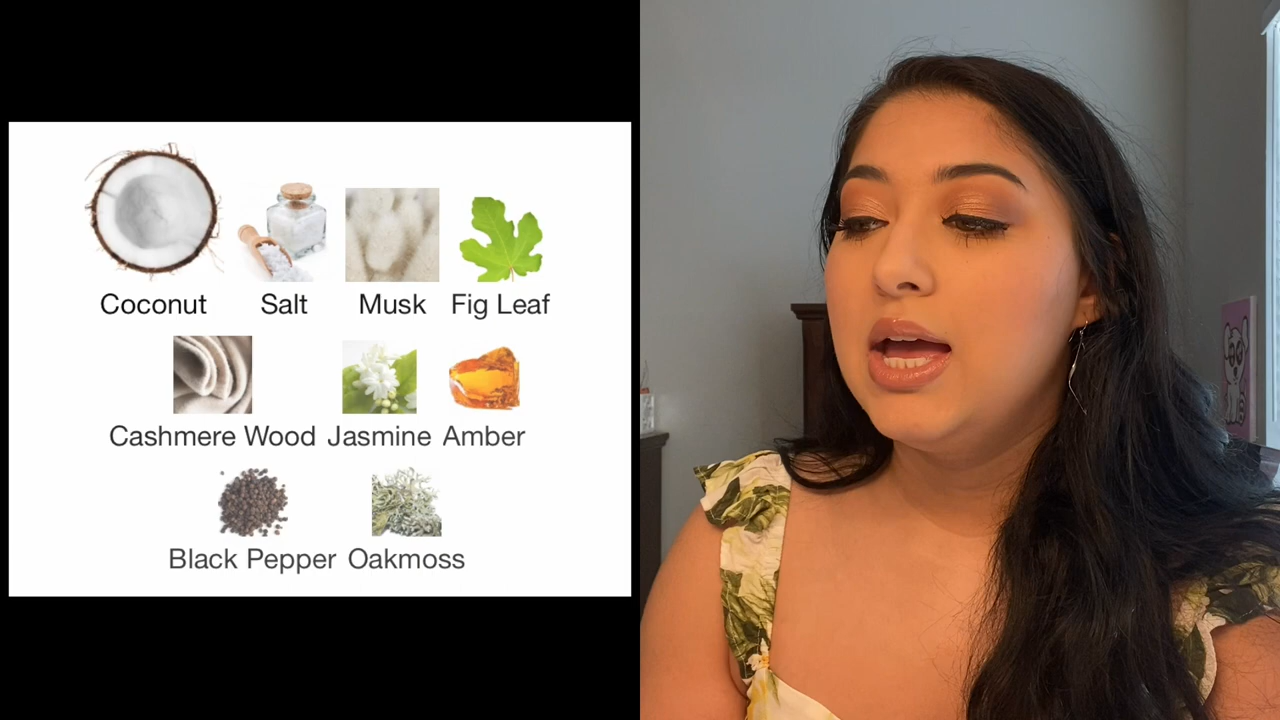 Coconut Salt Musk Fig Leaf
Cashmere Wood Jasmine Amber
Black Pepper Oakmoss